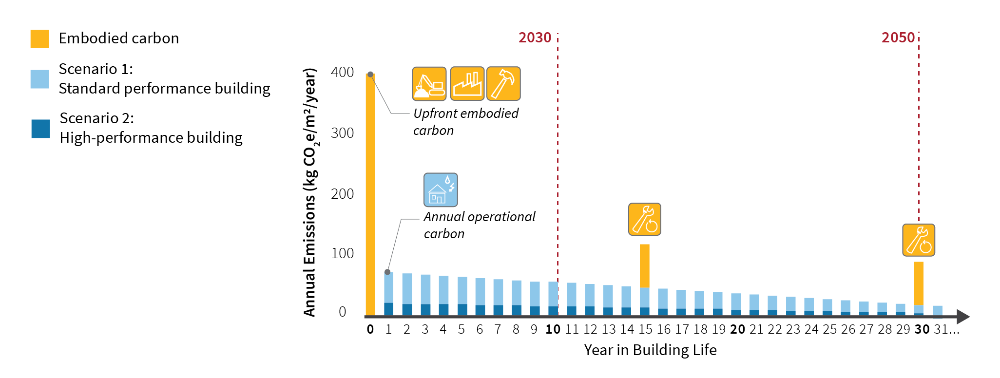 Embodied carbon
Scenario 1:
Standard performance building
Scenario 2:
High-performance building
Annual Emissions (kg CO₂e/m²/year)
400
300
200
100
0
2030
2050
Upfront embodied
carbon
Annual operational
carbon
0 1 2 3 4 5 6 7 8 9 10 11 12 13 14 15 16 17 18 19 20 21 22 23 24 25 26 27 28 29 30 31...
Year in Building Life